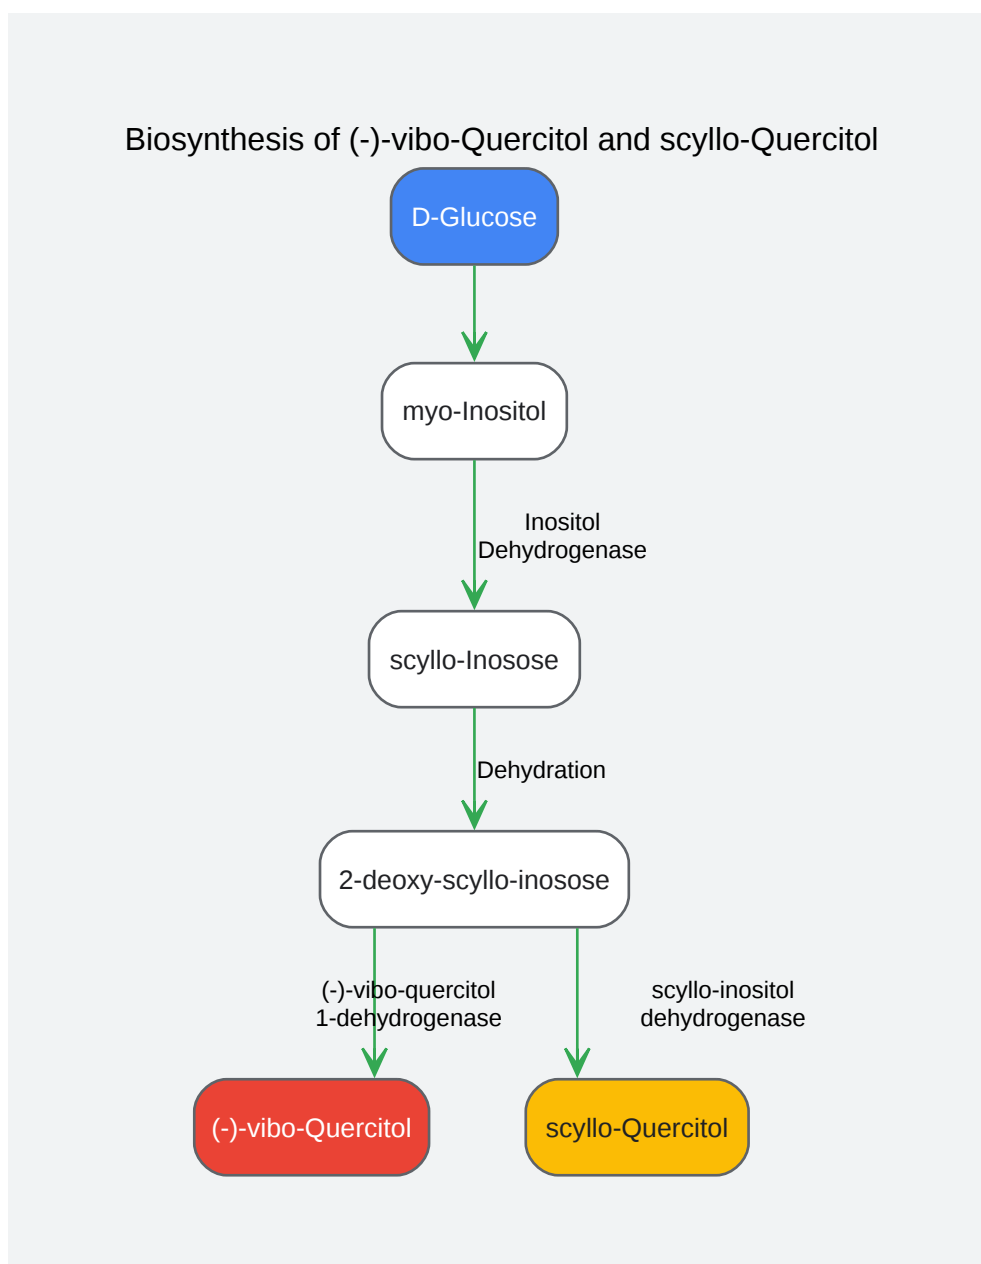 Biosynthesis of (-)-vibo-Quercitol and scyllo-Quercitol
D-Glucose
myo-Inositol
Inositol
Dehydrogenase
scyllo-Inosose
Dehydration
2-deoxy-scyllo-inosose
(-)-vibo-quercitol
1-dehydrogenase
scyllo-inositol
dehydrogenase
(-)-vibo-Quercitol
scyllo-Quercitol